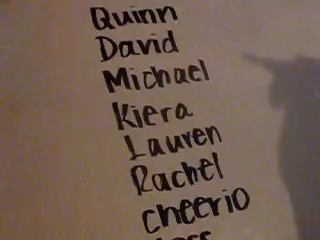 Quinn
David
Michael
Kiera
Lauren
Rachel
cheerio